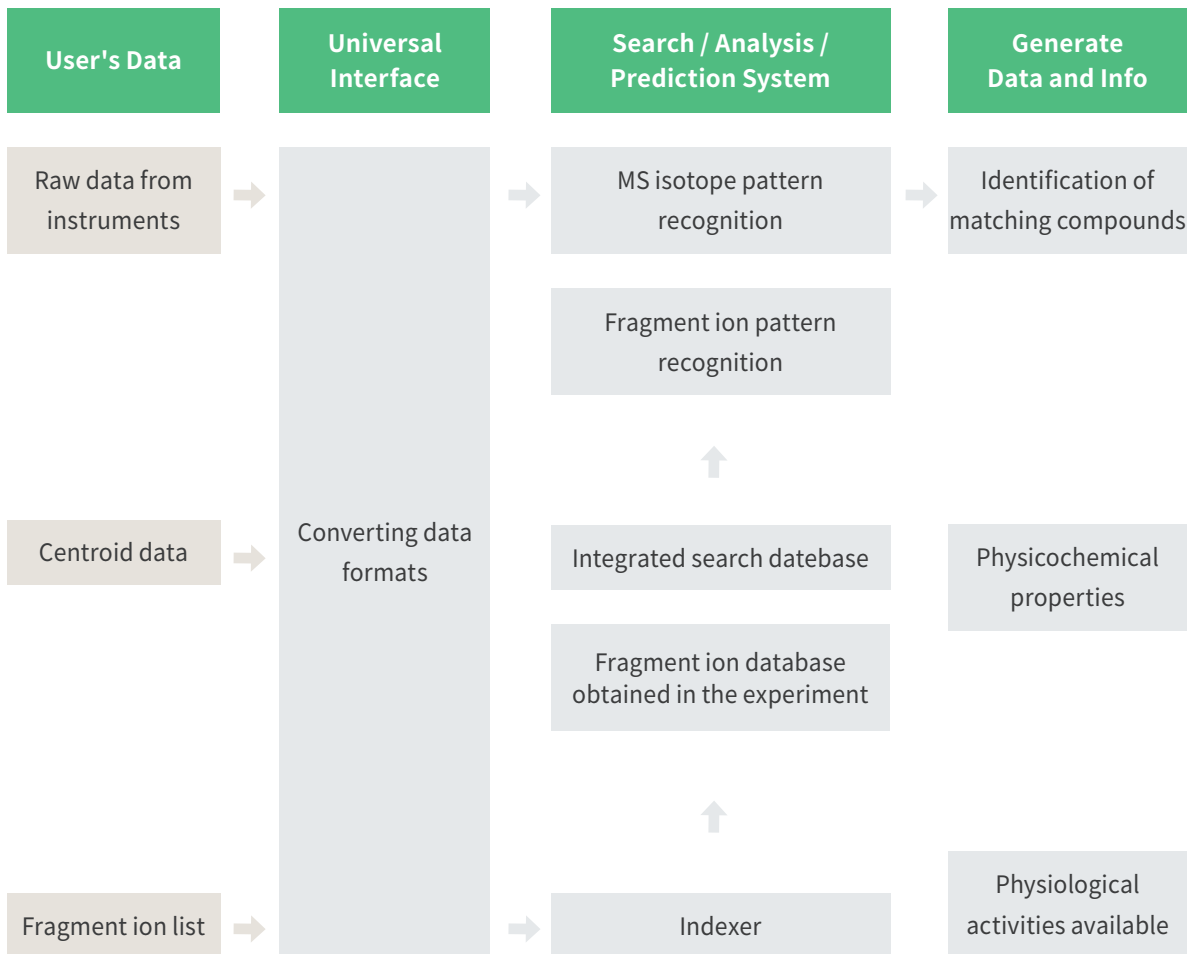 User's Data
Universal
Interface
Search / Analysis /
Prediction System
Generate
Data and Info
Raw data from
instruments
MS isotope pattern
recognition
Identification of
matching compounds
Fragment ion pattern
recognition
Centroid data
Converting data
formats
Integrated search datebase
Physicochemical
properties
Fragment ion database
obtained in the experiment
Fragment ion list
Indexer
Physiological
activities available